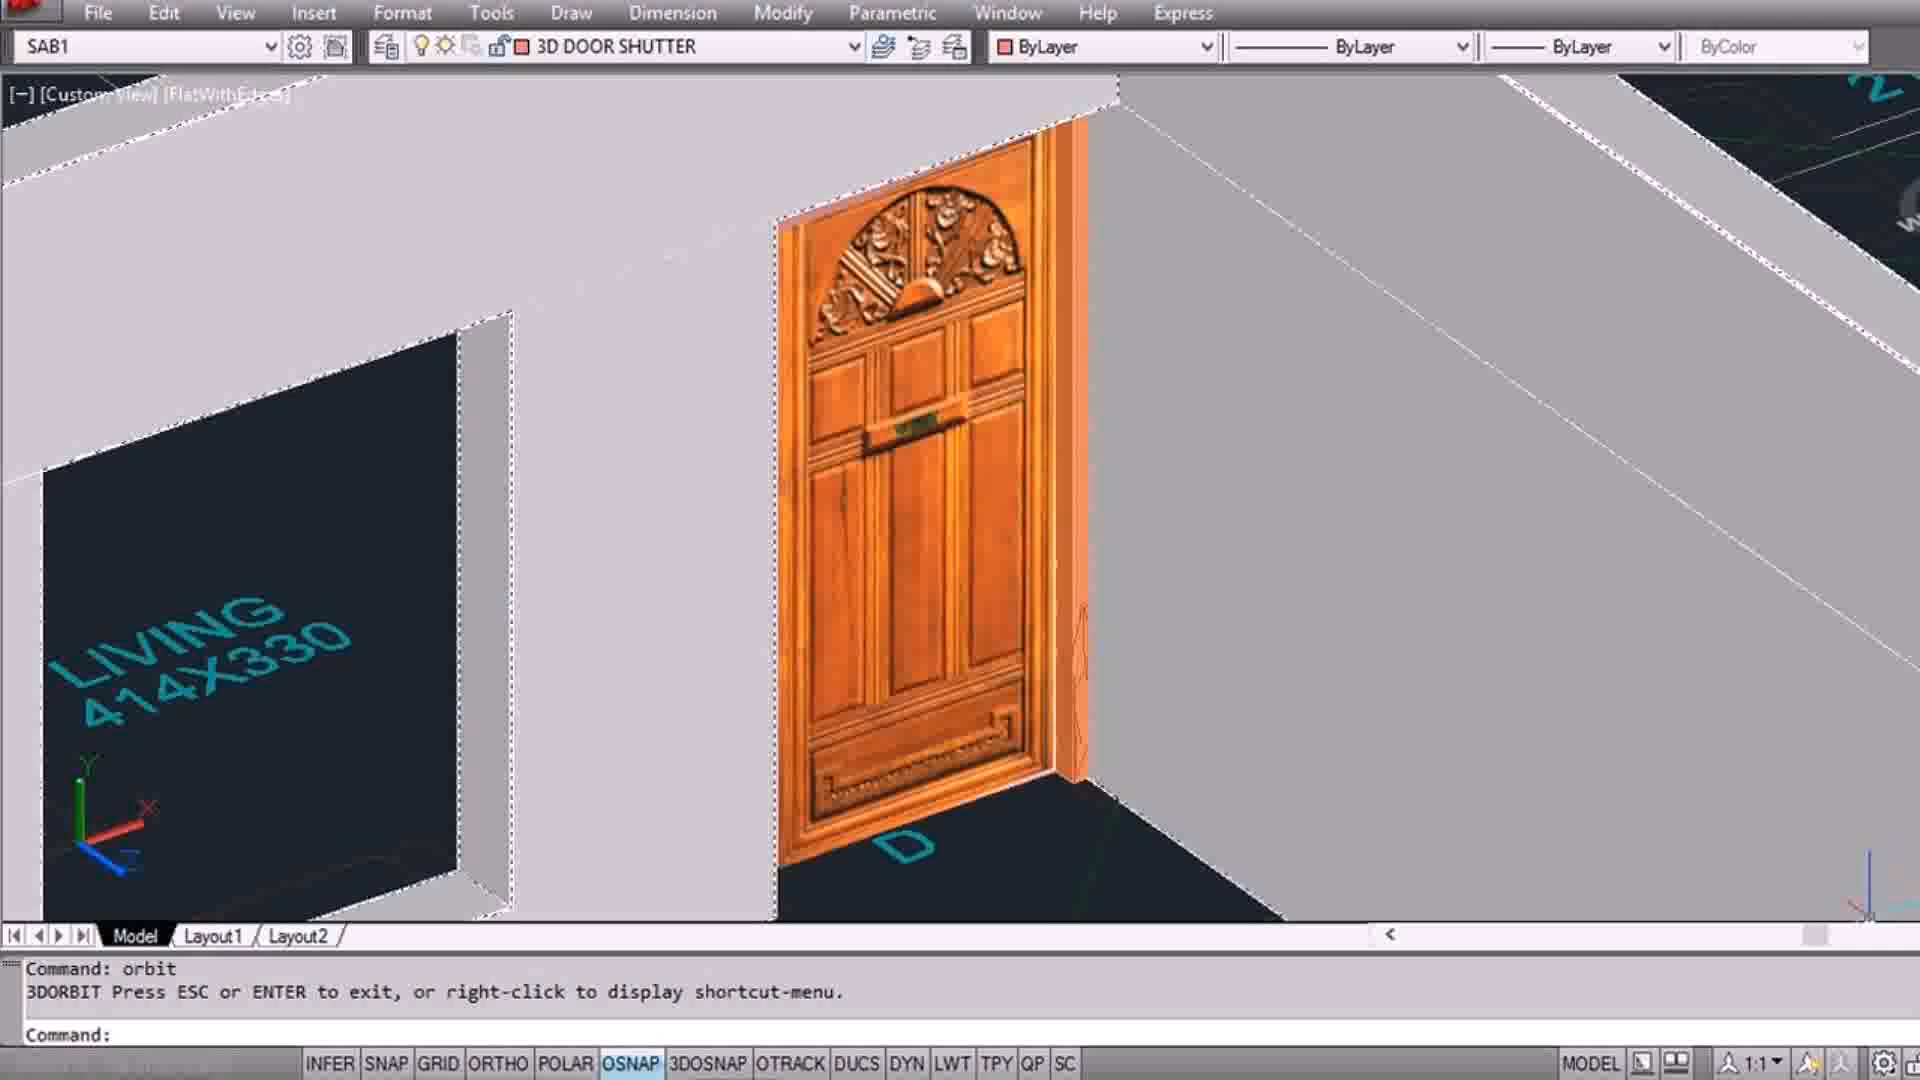 File Edit View Insert Format Tools Draw Dimension Modify Parametric Window Help Express
SAB1 3D DOOR SHUTTER ByLayer ByLayer ByLayer ByColor
[−] [Custom View] [FlatWithEdges]
2
W
LIVING
414X330
Y
X
Z
D
Model Layout1 Layout2
Command: orbit
3DORBIT Press ESC or ENTER to exit, or right-click to display shortcut-menu.
Command:
INFER SNAP GRID ORTHO POLAR OSNAP 3DOSNAP OTRACK DUCS DYN LWT TPY QP SC MODEL 1:1